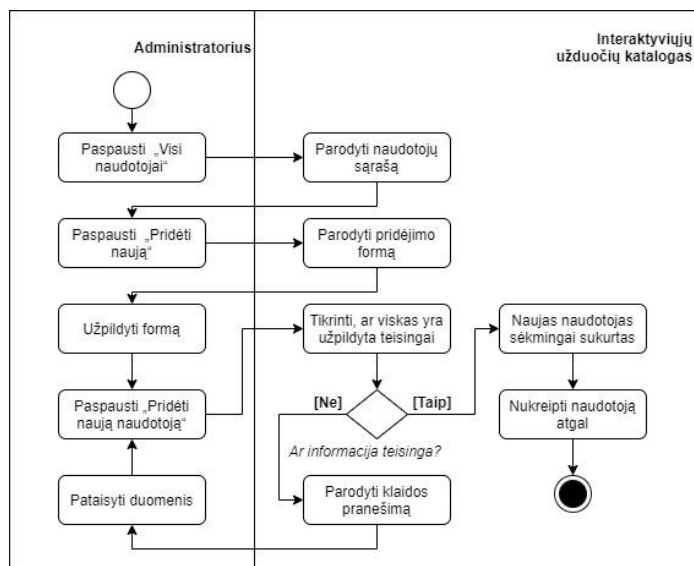 Administratorius
Interaktyviųjų
užduočių katalogas
Paspausti „Visi
naudotojai“
Parodyti naudotojų
sąrašą
Paspausti „Pridėti
naują“
Parodyti pridėjimo
formą
Užpildyti formą
Tikrinti, ar viskas yra
užpildyta teisingai
Naujas naudotojas
sėkmingai sukurtas
Paspausti „Pridėti
naują naudotoją“
[Ne]
[Taip]
Nukreipti naudotoją
atgal
Ar informacija teisinga?
Pataisyti duomenis
Parodyti klaidos
pranešimą